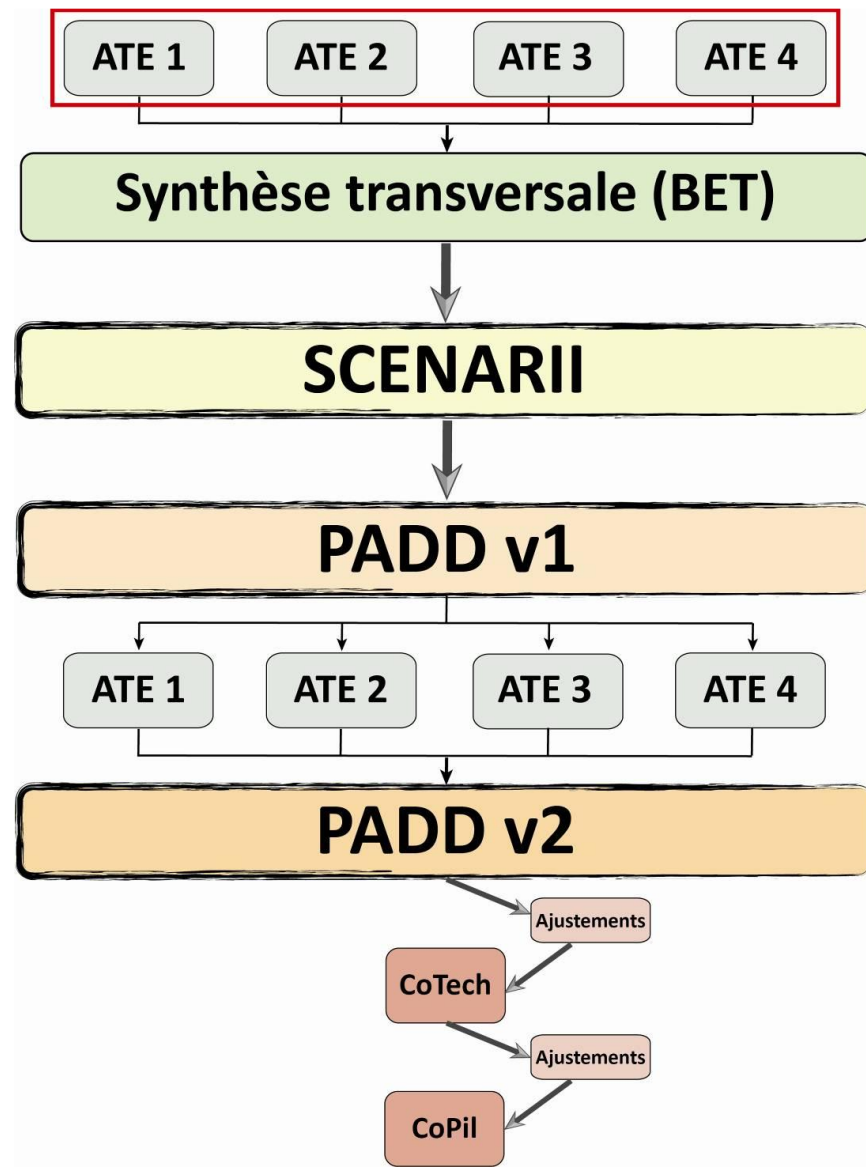 ATE 1
ATE 2
ATE 3
ATE 4
Synthèse transversale (BET)
SCENARII
PADD v1
ATE 1
ATE 2
ATE 3
ATE 4
PADD v2
Ajustements
CoTech
Ajustements
CoPil